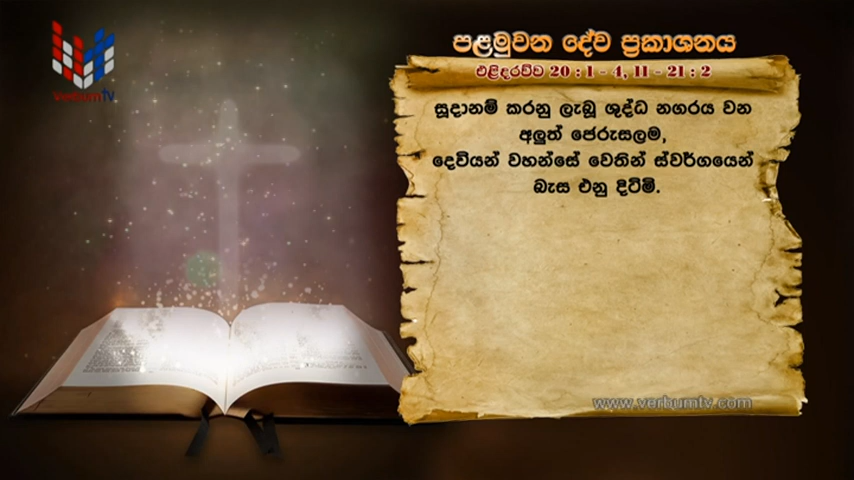 VerbumTV
පළමුවන දේව ප්‍රකාශනය
එළිදරව්ව 20 : 1 - 4, 11 - 21 : 2
සූදානම් කරනු ලැබූ ශුද්ධ නගරය වන
අලුත් ජෙරුසලම,
දෙවියන් වහන්සේ වෙතින් ස්වර්ගයෙන්
බැස එනු දිටිමි.
www.verbumtv.com